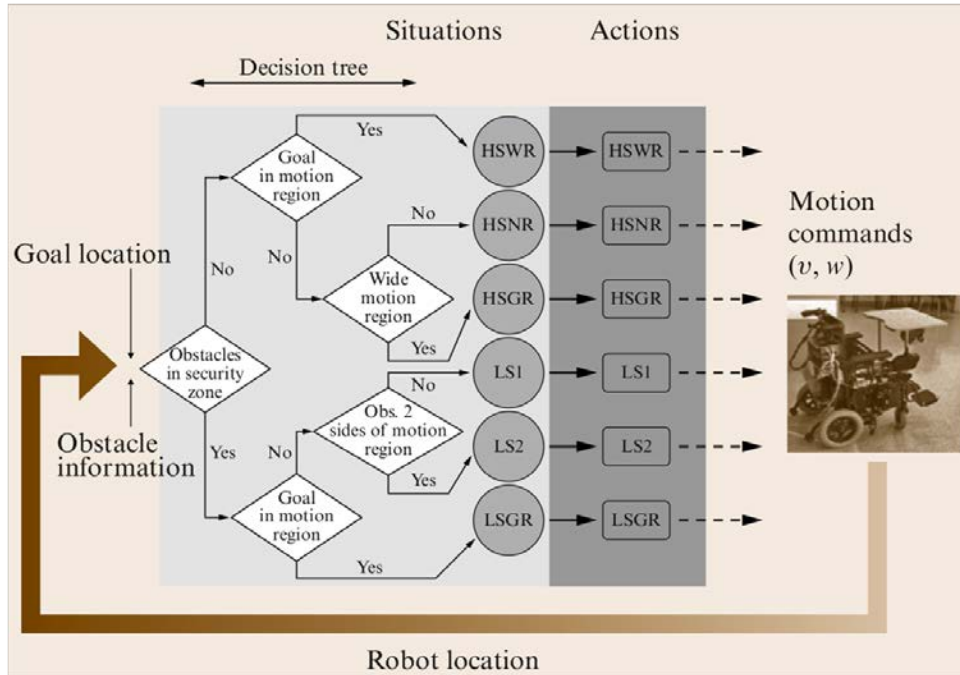 Situations
Actions
Decision tree
Yes
Goal
in motion
region
HSWR
HSWR
No
HSNR
HSNR
Motion
commands
(v, w)
Goal location
No
No
Wide
motion
region
HSGR
HSGR
Yes
Obstacles
in security
zone
No
LS1
LS1
Obs. 2
sides of motion
region
Obstacle
information
Yes
No
Yes
LS2
LS2
Goal
in motion
region
LSGR
LSGR
Yes
Robot location